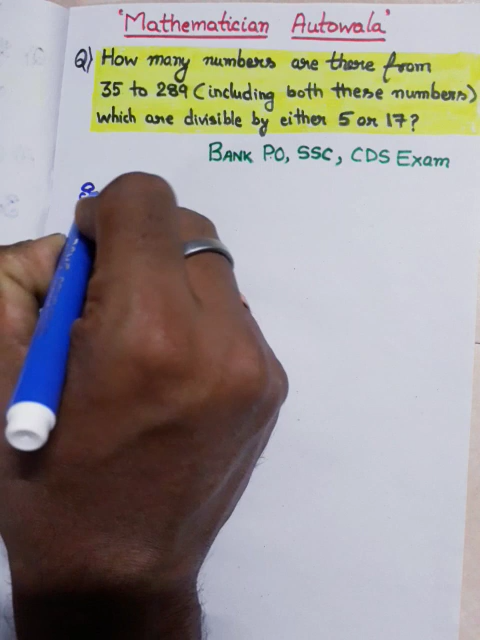 'Mathematician Autowala'
Q) How many numbers are there from
35 to 289 (including both these numbers)
which are divisible by either 5 or 17?
BANK P.O, SSC, CDS Exam